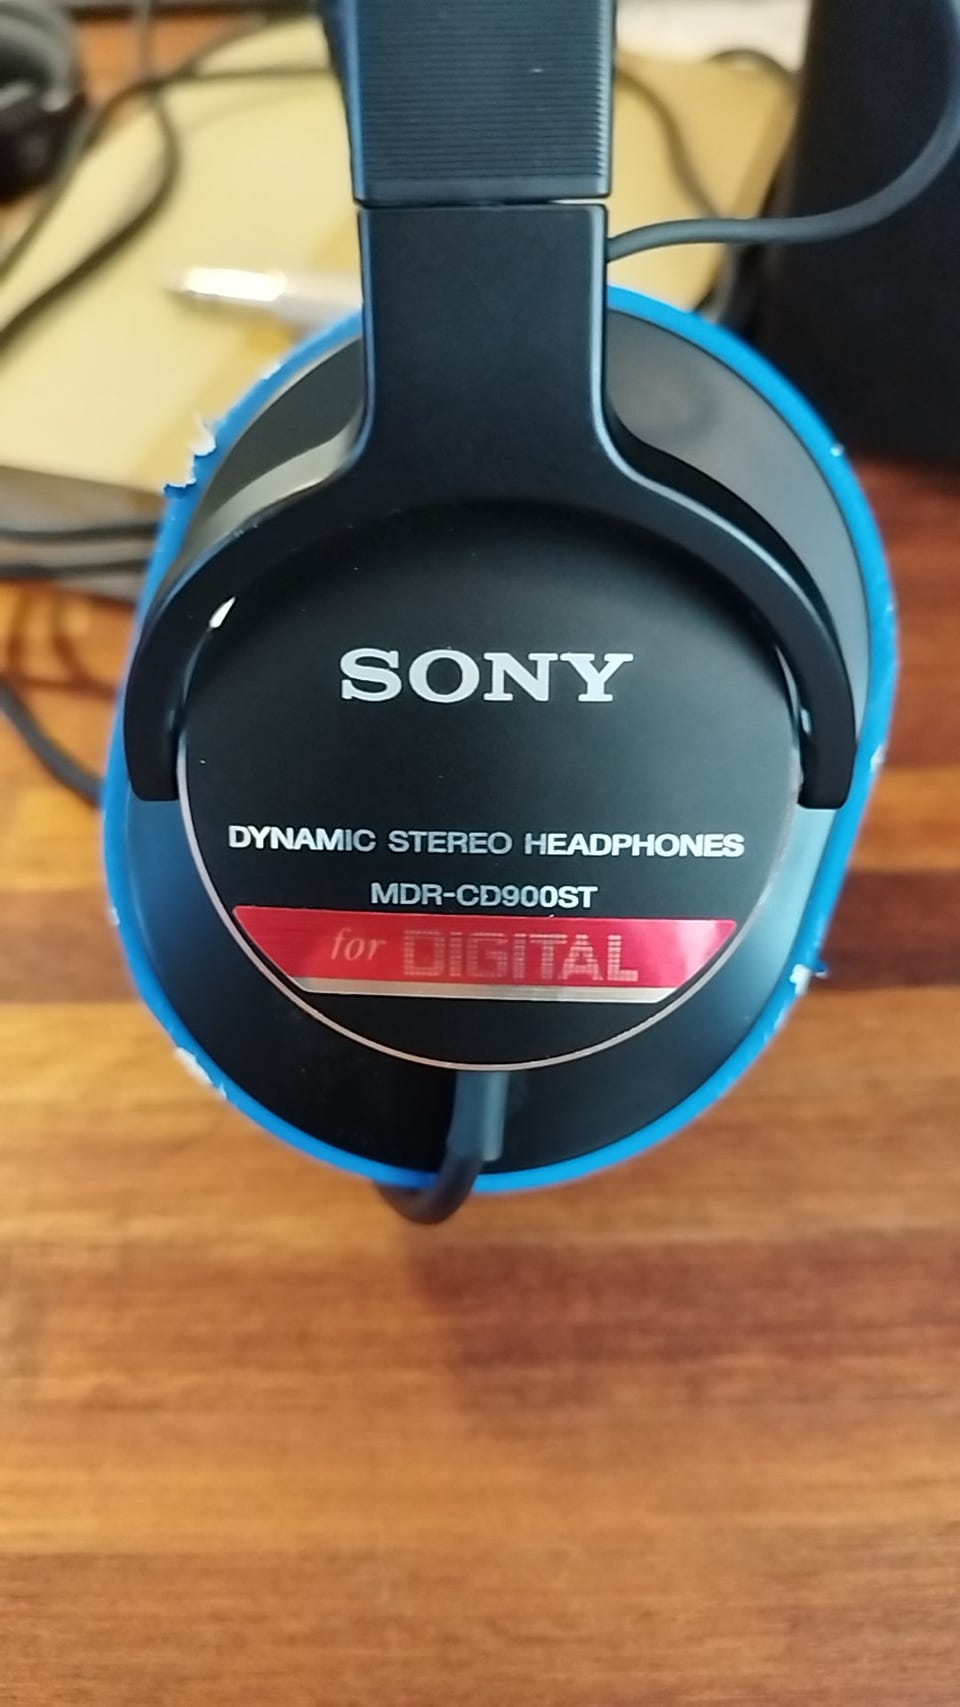 SONY
DYNAMIC STEREO HEADPHONES
MDR-CD900ST
for DIGITAL